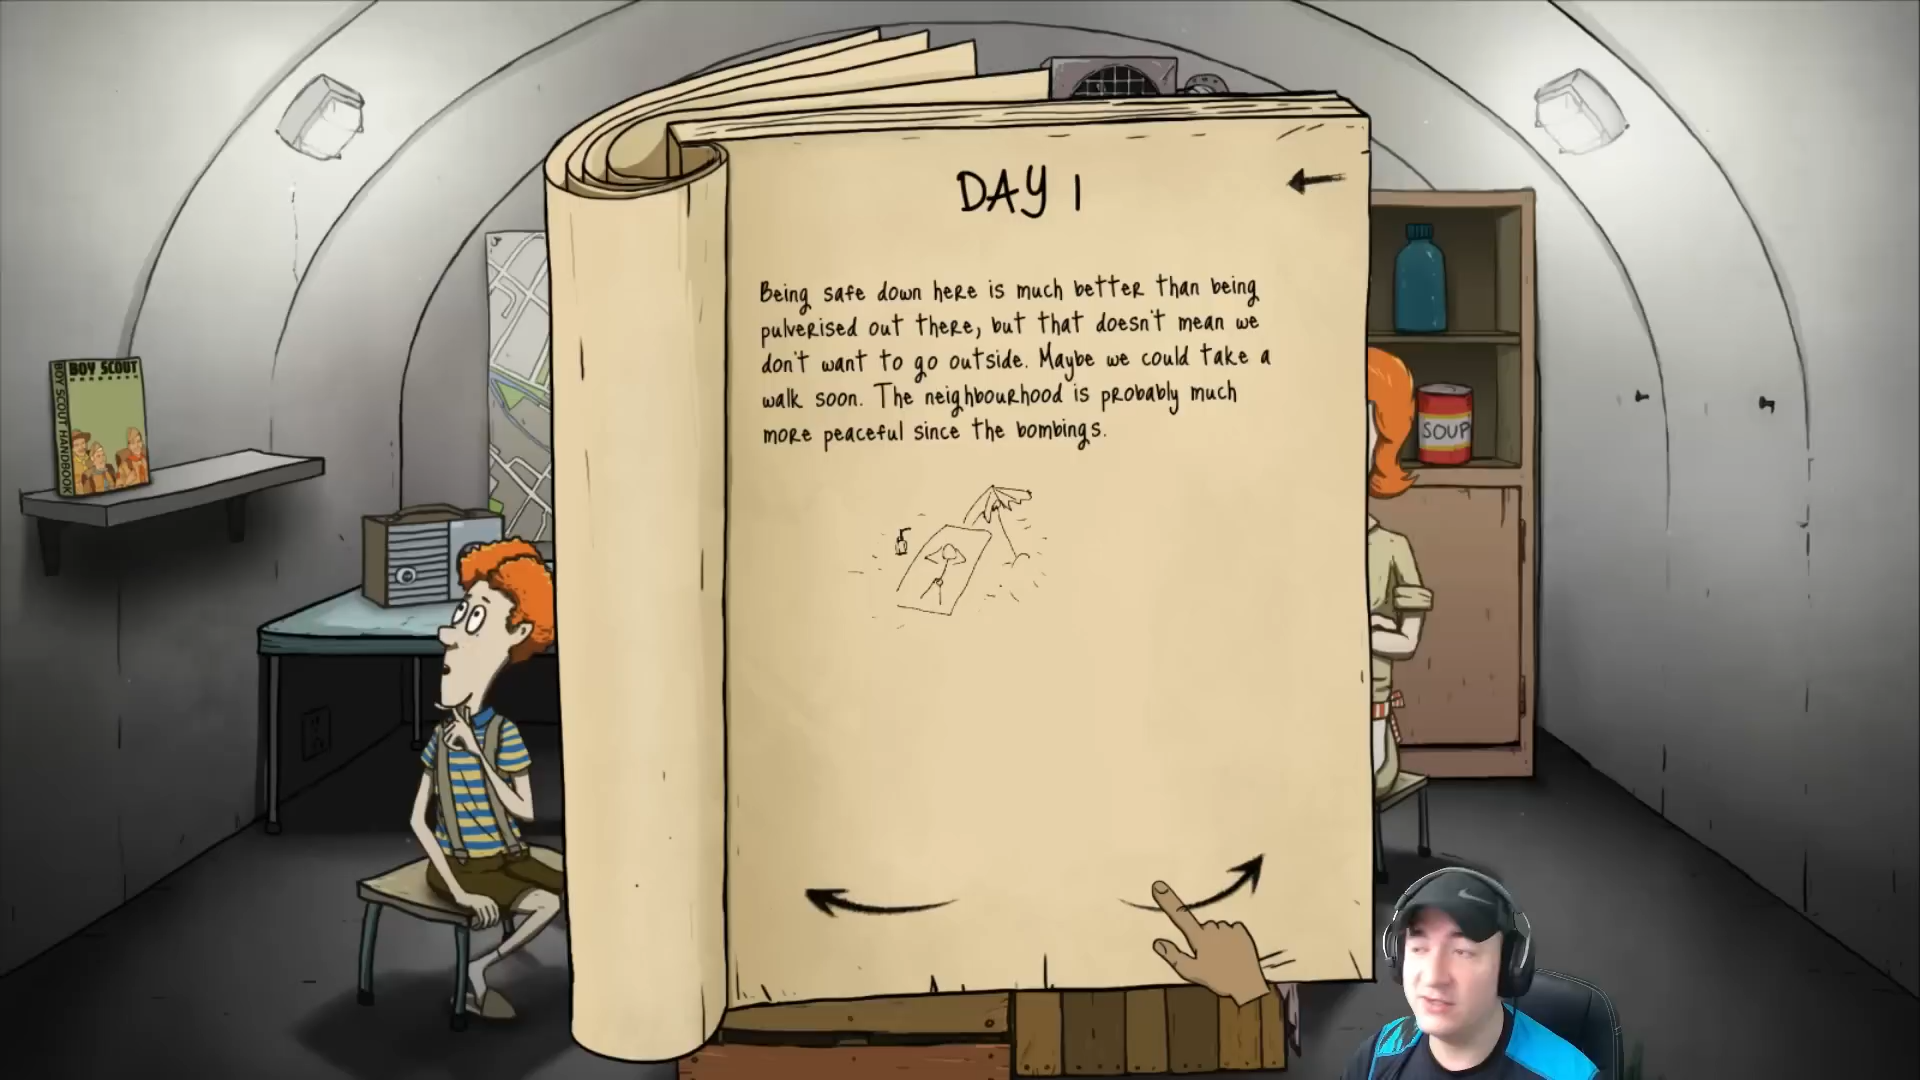 DAY 1
Being safe down here is much better than being
pulverised out there, but that doesn't mean we
don't want to go outside. Maybe we could take a
walk soon. The neighbourhood is probably much
more peaceful since the bombings.
BOY SCOUT
BOY SCOUT HANDBOOK
SOUP